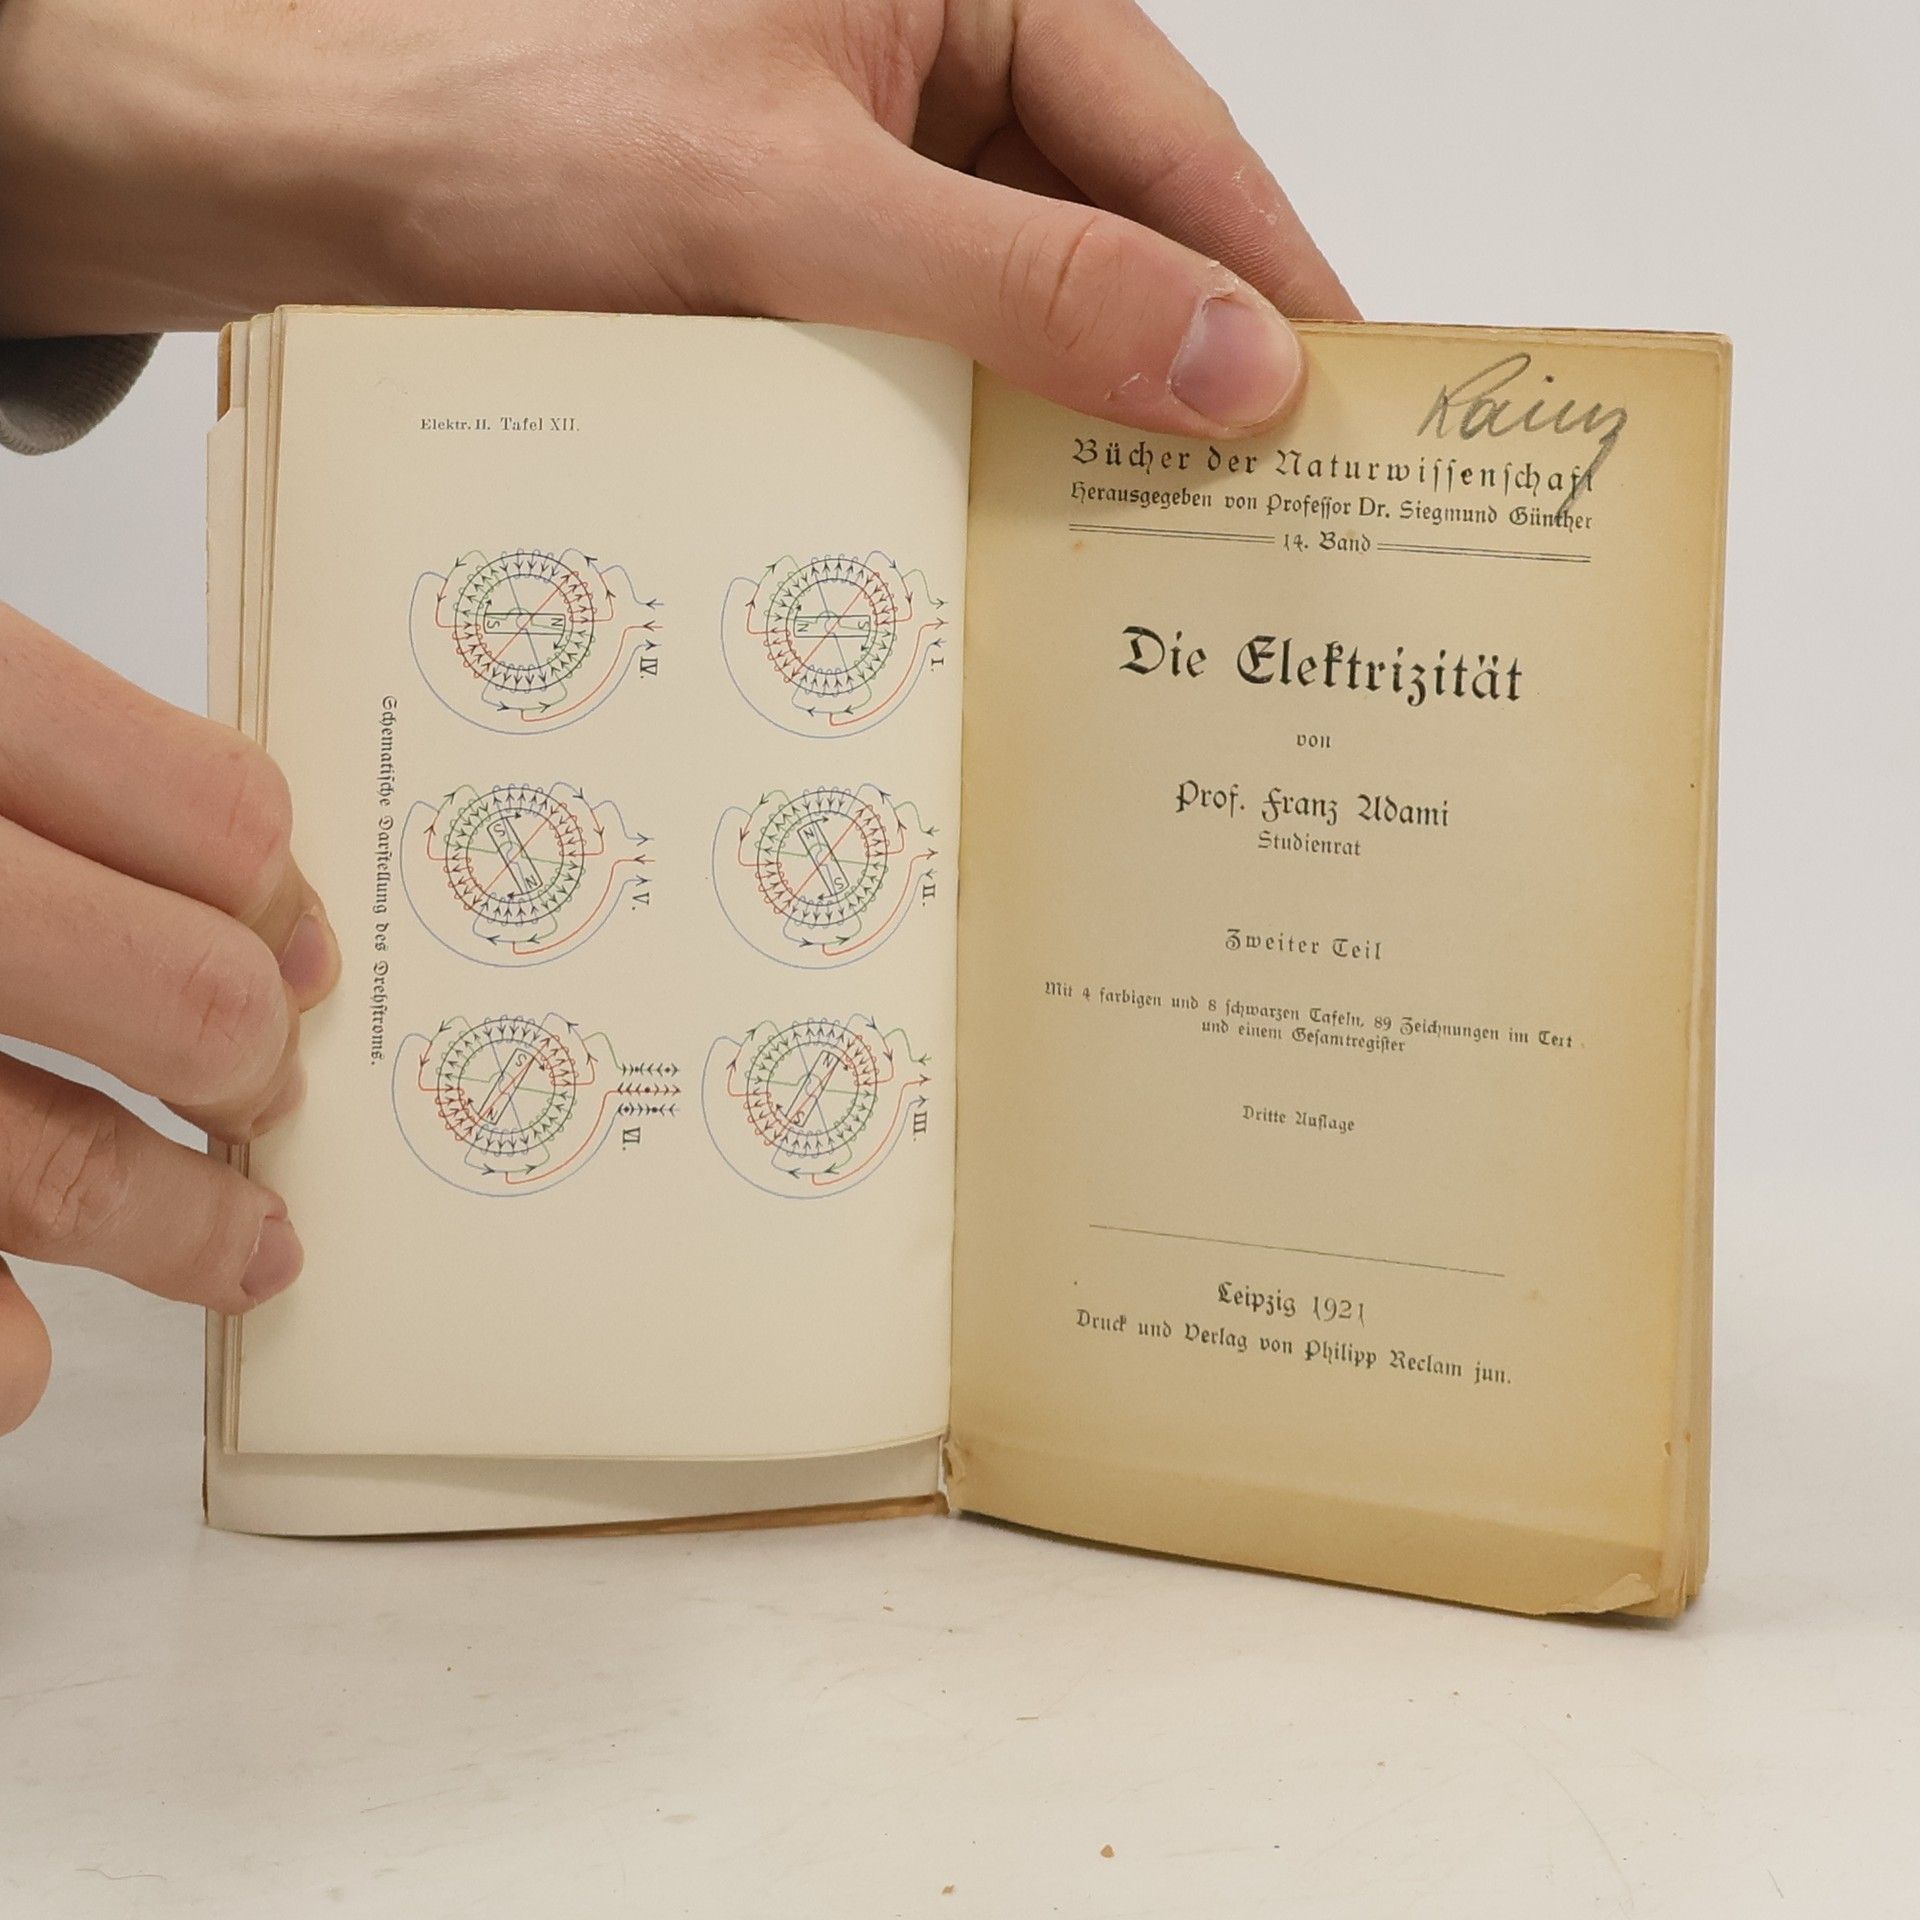 Elektr. II. Tafel XII.
I.
II.
III.
IV.
V.
VI.
N
S
N
S
N
S
S
N
S
N
S
N
Schematiſche Darſtellung des Drehſtroms.
Bücher der Naturwiſſenſchaft
Herausgegeben von Profeſſor Dr. Siegmund Günther
14. Band
Die Elektrizität
von
Prof. Franz Adami
Studienrat
Zweiter Teil
Mit 4 farbigen und 8 ſchwarzen Tafeln, 89 Zeichnungen im Text
und einem Geſamtregiſter
Dritte Auflage
Leipzig 1921
Druck und Verlag von Philipp Reclam jun.